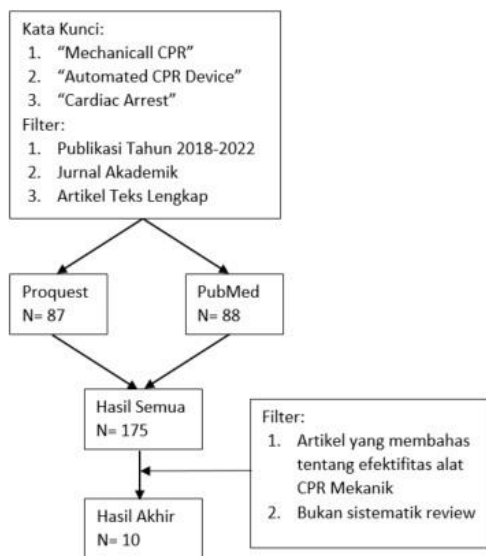 Kata Kunci:
1. “Mechanicall CPR”
2. “Automated CPR Device”
3. “Cardiac Arrest”
Filter:
1. Publikasi Tahun 2018-2022
2. Jurnal Akademik
3. Artikel Teks Lengkap
Proquest
N= 87
PubMed
N= 88
Hasil Semua
N= 175
Filter:
1. Artikel yang membahas
tentang efektifitas alat
CPR Mekanik
2. Bukan sistematik review
Hasil Akhir
N= 10